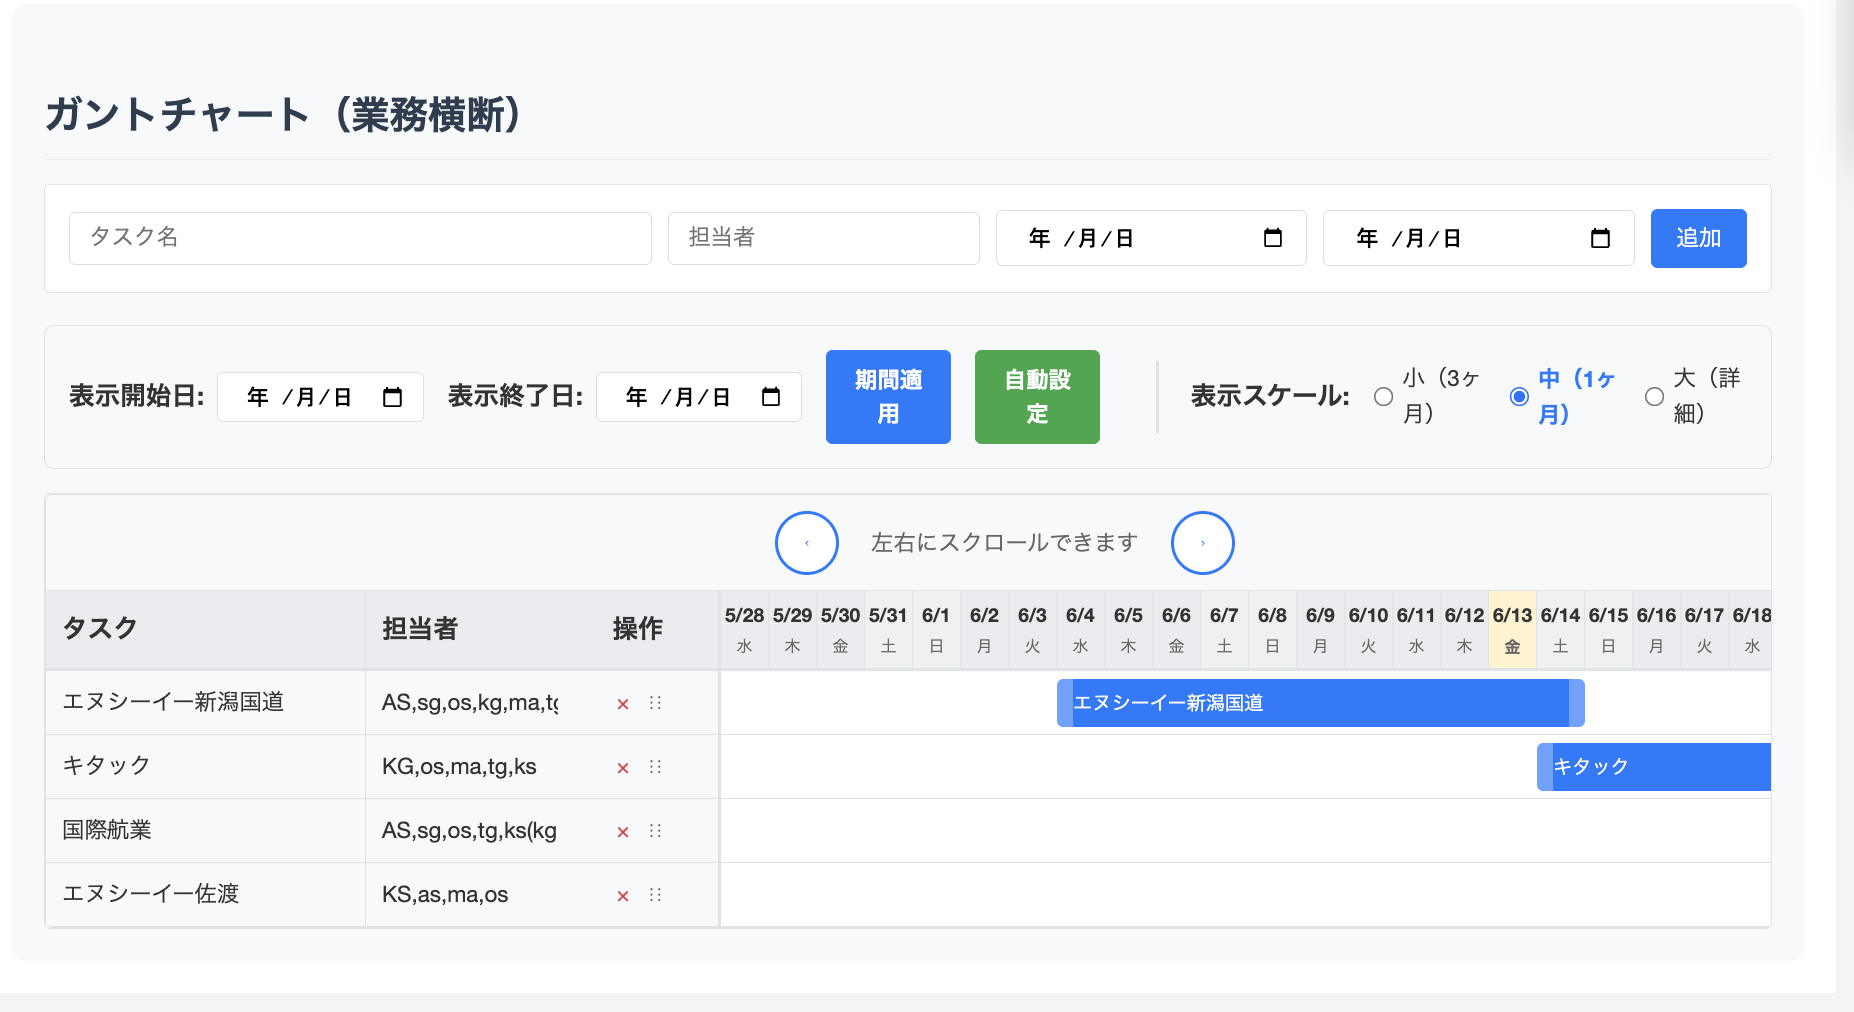 ガントチャート（業務横断）
タスク名 担当者 年 /月/日 年 /月/日 追加
表示開始日: 年 /月/日 表示終了日: 年 /月/日 期間適用 自動設定 表示スケール: 小（3ヶ月） 中（1ヶ月） 大（詳細）
‹ 左右にスクロールできます ›
タスク 担当者 操作 5/28 5/29 5/30 5/31 6/1 6/2 6/3 6/4 6/5 6/6 6/7 6/8 6/9 6/10 6/11 6/12 6/13 6/14 6/15 6/16 6/17 6/18
水 木 金 土 日 月 火 水 木 金 土 日 月 火 水 木 金 土 日 月 火 水
エヌシーイー新潟国道 AS,sg,os,kg,ma,tg × エヌシーイー新潟国道
キタック KG,os,ma,tg,ks × キタック
国際航業 AS,sg,os,tg,ks(kg ×
エヌシーイー佐渡 KS,as,ma,os ×